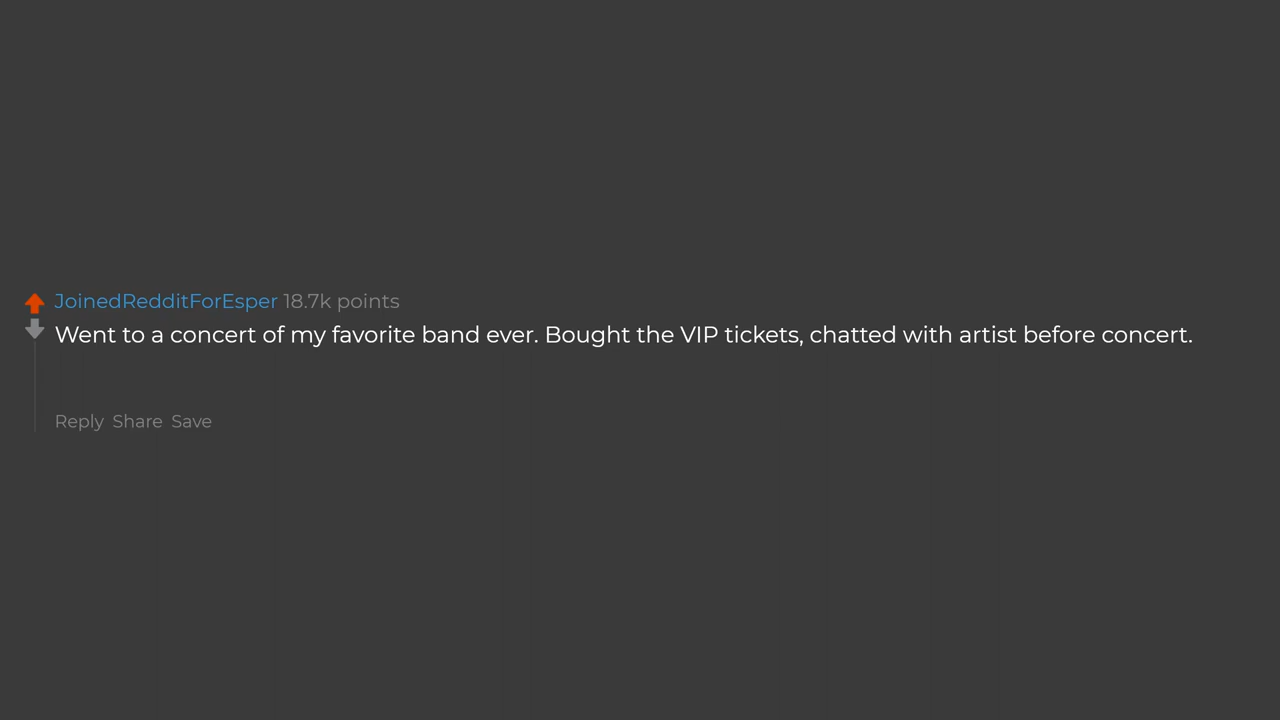 JoinedRedditForEsper 18.7k points
Went to a concert of my favorite band ever. Bought the VIP tickets, chatted with artist before concert.
Reply Share Save